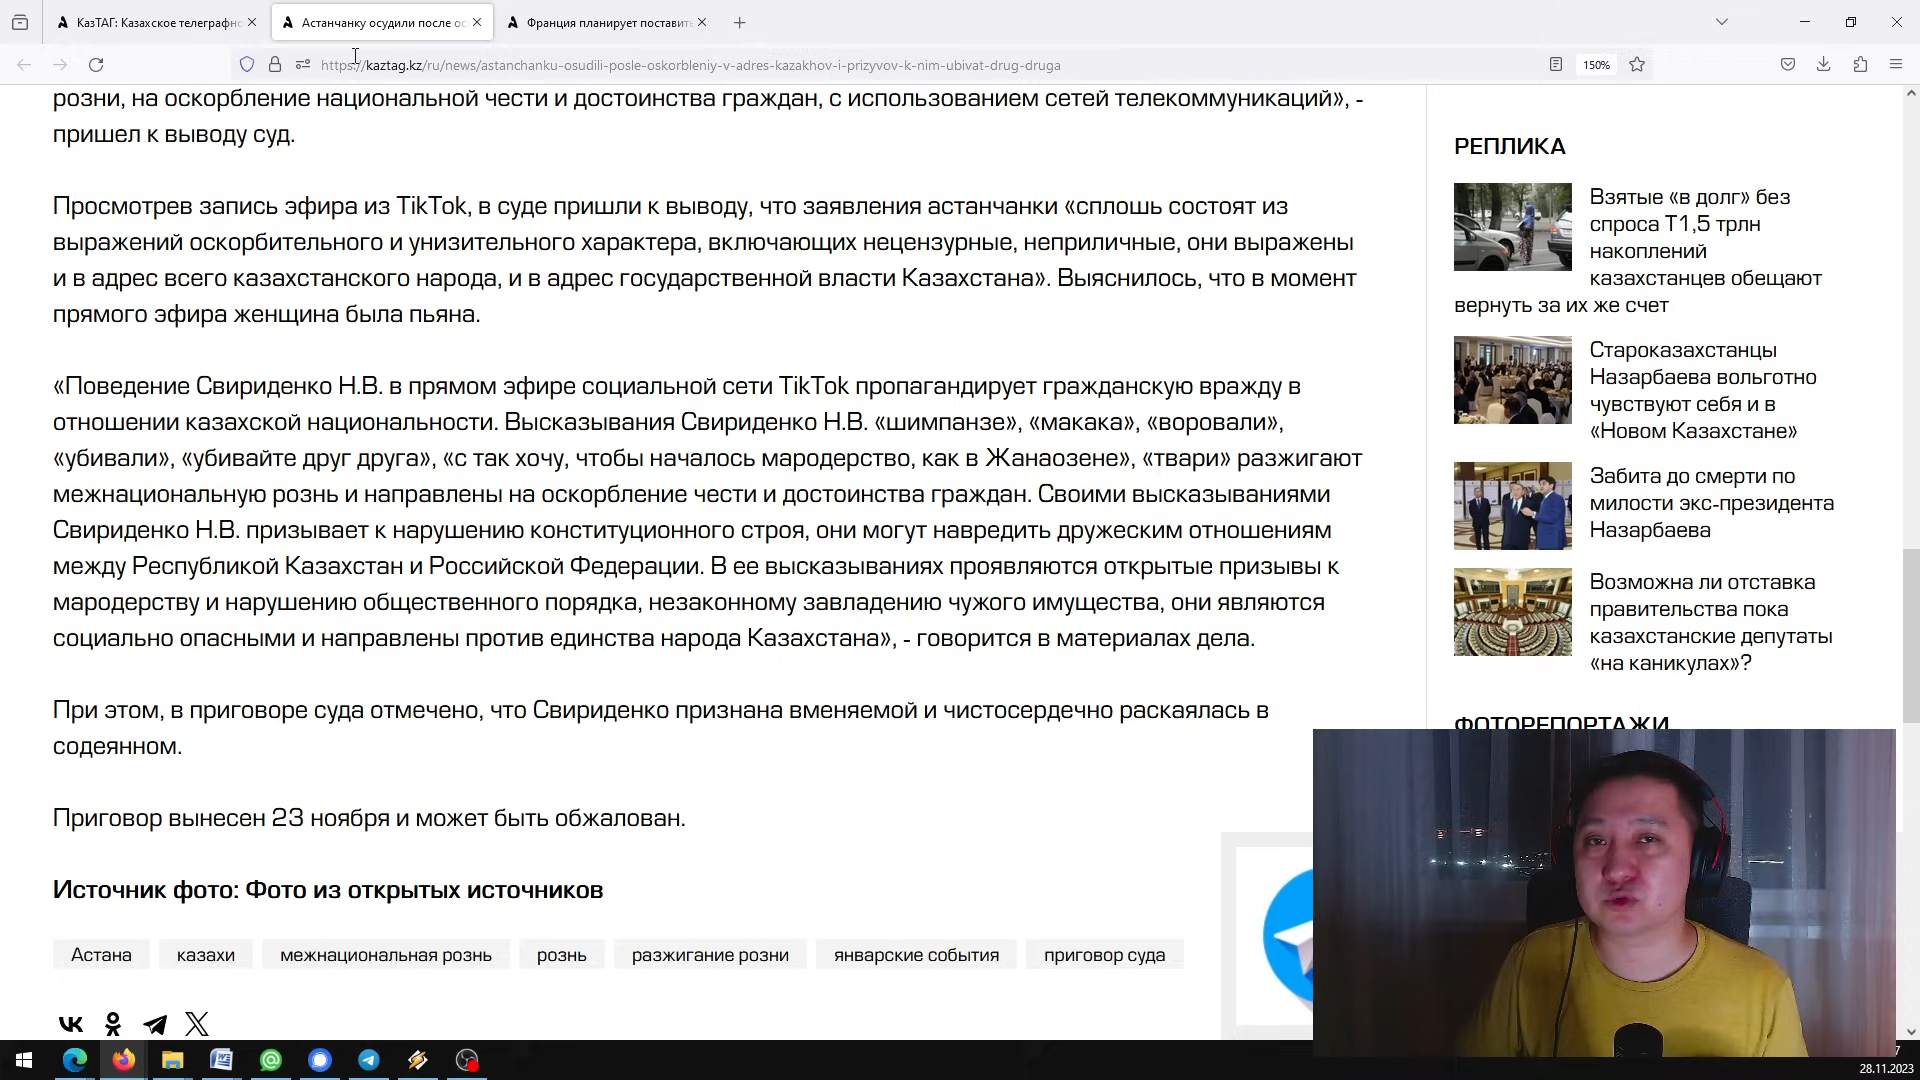 КазТАГ: Казахское телеграфно
Астанчанку осудили после ос
Франция планирует поставить
https://kaztag.kz/ru/news/astanchanku-osudili-posle-oskorbleniy-v-adres-kazakhov-i-prizyvov-k-nim-ubivat-drug-druga
150%
розни, на оскорбление национальной чести и достоинства граждан, с использованием сетей телекоммуникаций», -
пришел к выводу суд.
Просмотрев запись эфира из TikTok, в суде пришли к выводу, что заявления астанчанки «сплошь состоят из
выражений оскорбительного и унизительного характера, включающих нецензурные, неприличные, они выражены
и в адрес всего казахстанского народа, и в адрес государственной власти Казахстана». Выяснилось, что в момент
прямого эфира женщина была пьяна.
«Поведение Свириденко Н.В. в прямом эфире социальной сети TikTok пропагандирует гражданскую вражду в
отношении казахской национальности. Высказывания Свириденко Н.В. «шимпанзе», «макака», «воровали»,
«убивали», «убивайте друг друга», «с так хочу, чтобы началось мародерство, как в Жанаозене», «твари» разжигают
межнациональную рознь и направлены на оскорбление чести и достоинства граждан. Своими высказываниями
Свириденко Н.В. призывает к нарушению конституционного строя, они могут навредить дружеским отношениям
между Республикой Казахстан и Российской Федерации. В ее высказываниях проявляются открытые призывы к
мародерству и нарушению общественного порядка, незаконному завладению чужого имущества, они являются
социально опасными и направлены против единства народа Казахстана», - говорится в материалах дела.
При этом, в приговоре суда отмечено, что Свириденко признана вменяемой и чистосердечно раскаялась в
содеянном.
Приговор вынесен 23 ноября и может быть обжалован.
Источник фото: Фото из открытых источников
Астана
казахи
межнациональная рознь
рознь
разжигание розни
январские события
приговор суда
РЕПЛИКА
Взятые «в долг» без
спроса Т1,5 трлн
накоплений
казахстанцев обещают
вернуть за их же счет
Староказахстанцы
Назарбаева вольготно
чувствуют себя и в
«Новом Казахстане»
Забита до смерти по
милости экс-президента
Назарбаева
Возможна ли отставка
правительства пока
казахстанские депутаты
«на каникулах»?
ФОТОРЕПОРТАЖИ
28.11.2023